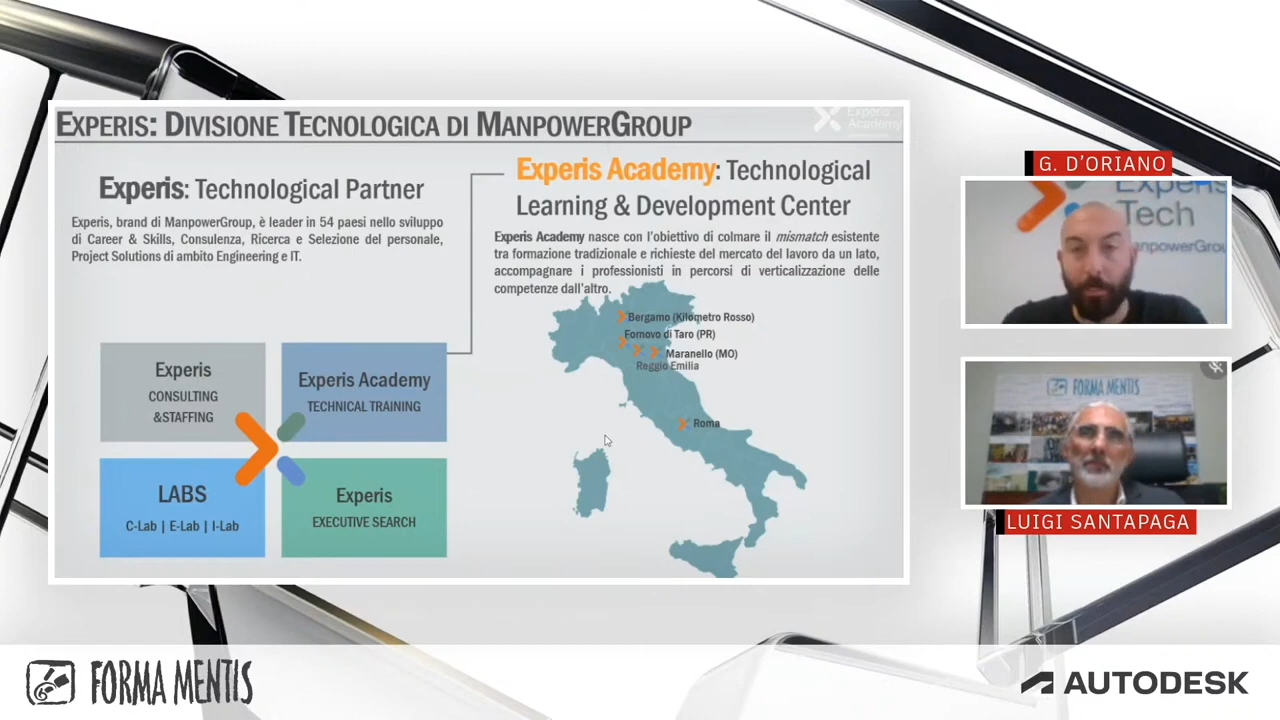 EXPERIS: DIVISIONE TECNOLOGICA DI MANPOWERGROUP
Experis Academy
Experis: Technological Partner
Experis, brand di ManpowerGroup, è leader in 54 paesi nello sviluppo
di Career & Skills, Consulenza, Ricerca e Selezione del personale,
Project Solutions di ambito Engineering e IT.
Experis Academy: Technological
Learning & Development Center
Experis Academy nasce con l'obiettivo di colmare il mismatch esistente
tra formazione tradizionale e richieste del mercato del lavoro da un lato,
accompagnare i professionisti in percorsi di verticalizzazione delle
competenze dall'altro.
Bergamo (Kilometro Rosso)
Fornovo di Taro (PR)
Maranello (MO)
Reggio Emilia
Roma
Experis
CONSULTING
&STAFFING
Experis Academy
TECHNICAL TRAINING
LABS
C-Lab | E-Lab | I-Lab
Experis
EXECUTIVE SEARCH
G. D'ORIANO
Experis
Tech
ManpowerGrou
FORMA MENTIS
LUIGI SANTAPAGA
FORMA MENTIS
AUTODESK